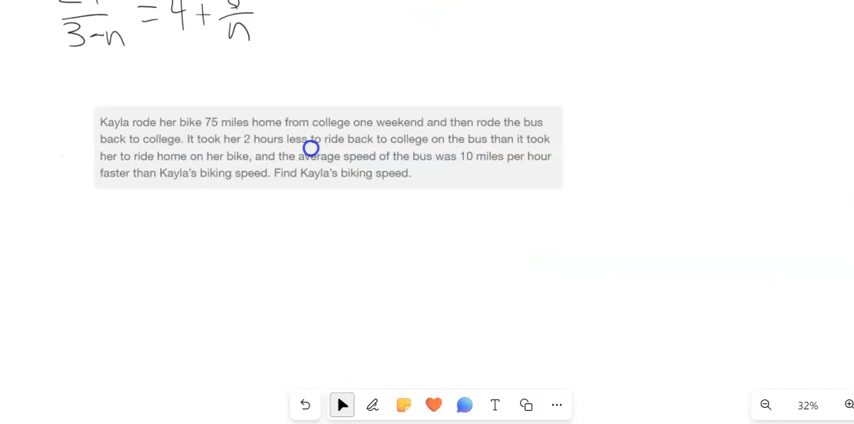 3-n = 4 + n
Kayla rode her bike 75 miles home from college one weekend and then rode the bus
back to college. It took her 2 hours less to ride back to college on the bus than it took
her to ride home on her bike, and the average speed of the bus was 10 miles per hour
faster than Kayla's biking speed. Find Kayla's biking speed.
T
32%